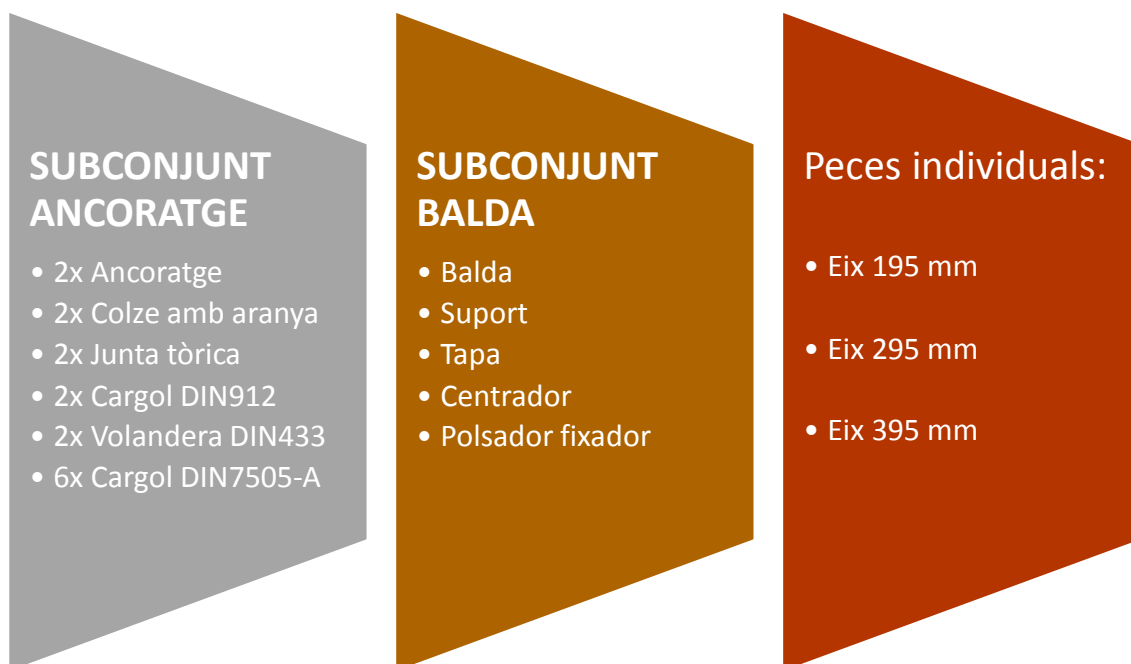 SUBCONJUNT
ANCORATGE
• 2x Ancoratge
• 2x Colze amb aranya
• 2x Junta tòrica
• 2x Cargol DIN912
• 2x Volandera DIN433
• 6x Cargol DIN7505-A
SUBCONJUNT
BALDA
• Balda
• Suport
• Tapa
• Centrador
• Polsador fixador
Peces individuals:
• Eix 195 mm
• Eix 295 mm
• Eix 395 mm